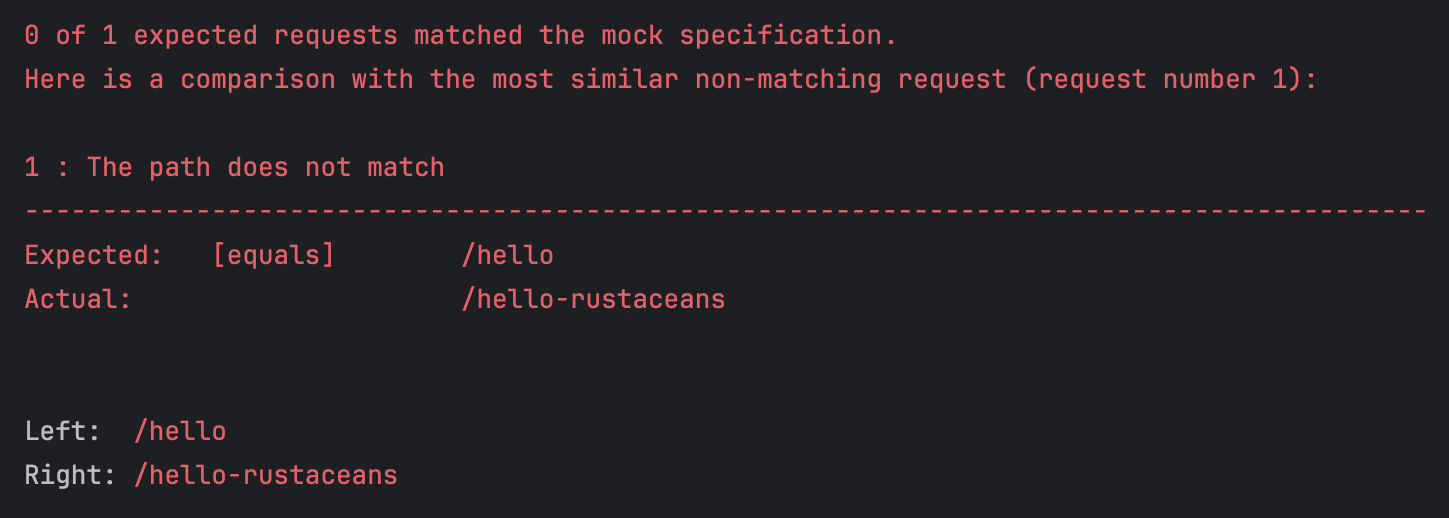 0 of 1 expected requests matched the mock specification.
Here is a comparison with the most similar non-matching request (request number 1):
1 : The path does not match
------------------------------------------------------------------------------------------
Expected:   [equals]        /hello
Actual:                     /hello-rustaceans
Left:  /hello
Right: /hello-rustaceans